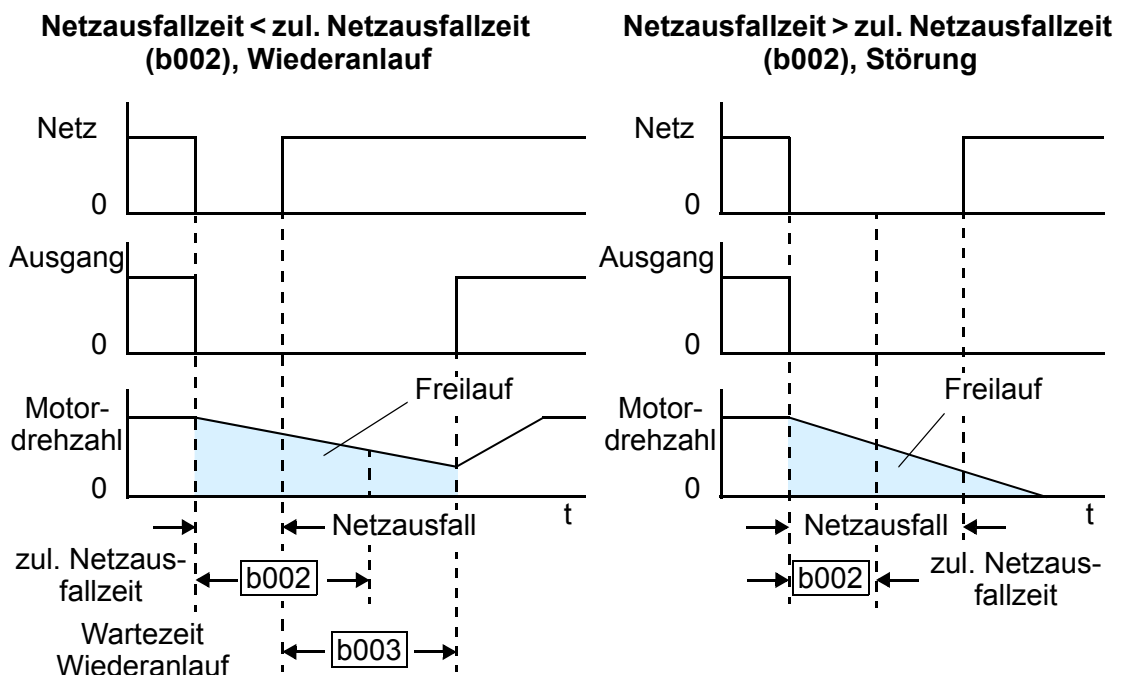 Netzausfallzeit < zul. Netzausfallzeit
(b002), Wiederanlauf
Netz
0
Ausgang
0
Freilauf
Motor-
drehzahl
0
t
Netzausfall
zul. Netzaus-
fallzeit
b002
Wartezeit
Wiederanlauf
b003
Netzausfallzeit > zul. Netzausfallzeit
(b002), Störung
Netz
0
Ausgang
0
Freilauf
Motor-
drehzahl
0
t
Netzausfall
b002
zul. Netzaus-
fallzeit